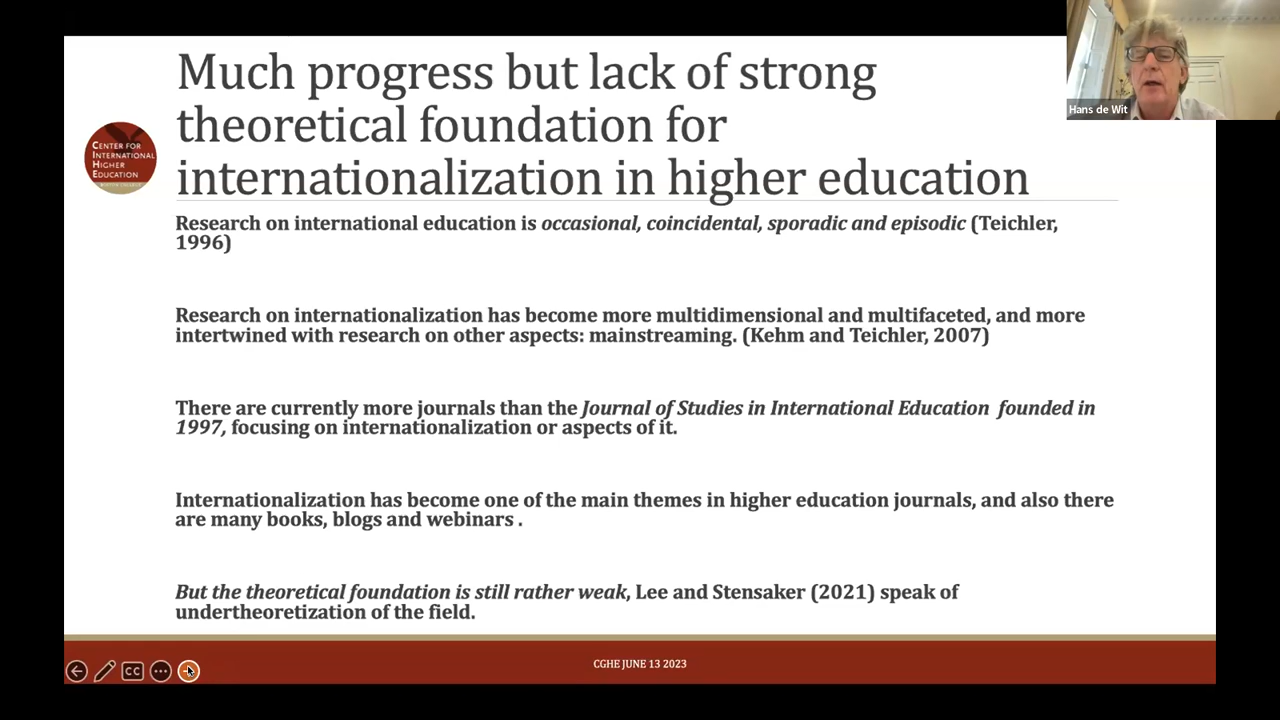 Much progress but lack of strong
theoretical foundation for
internationalization in higher education
Hans de Wit
CENTER FOR
INTERNATIONAL
HIGHER
EDUCATION
Research on international education is occasional, coincidental, sporadic and episodic (Teichler,
1996)
Research on internationalization has become more multidimensional and multifaceted, and more
intertwined with research on other aspects: mainstreaming. (Kehm and Teichler, 2007)
There are currently more journals than the Journal of Studies in International Education founded in
1997, focusing on internationalization or aspects of it.
Internationalization has become one of the main themes in higher education journals, and also there
are many books, blogs and webinars .
But the theoretical foundation is still rather weak, Lee and Stensaker (2021) speak of
undertheoretization of the field.
CC
CGHE JUNE 13 2023